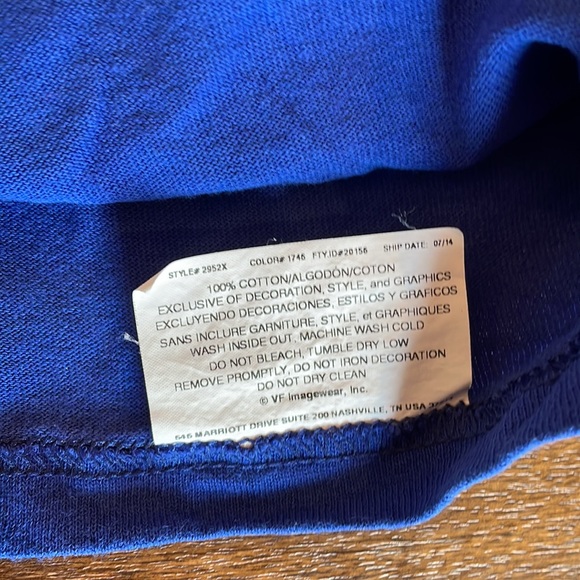 STYLE# 2952X COLOR# 1746 FTY.ID#20156 SHIP DATE: 07/14
100% COTTON/ALGODÓN/COTON
EXCLUSIVE OF DECORATION, STYLE, and GRAPHICS
EXCLUYENDO DECORACIONES, ESTILOS Y GRAFICOS
SANS INCLURE GARNITURE, STYLE, et GRAPHIQUES
WASH INSIDE OUT. MACHINE WASH COLD
DO NOT BLEACH, TUMBLE DRY LOW
REMOVE PROMPTLY, DO NOT IRON DECORATION
DO NOT DRY CLEAN
© VF Imagewear, Inc.
545 MARRIOTT DRIVE SUITE 200 NASHVILLE, TN USA